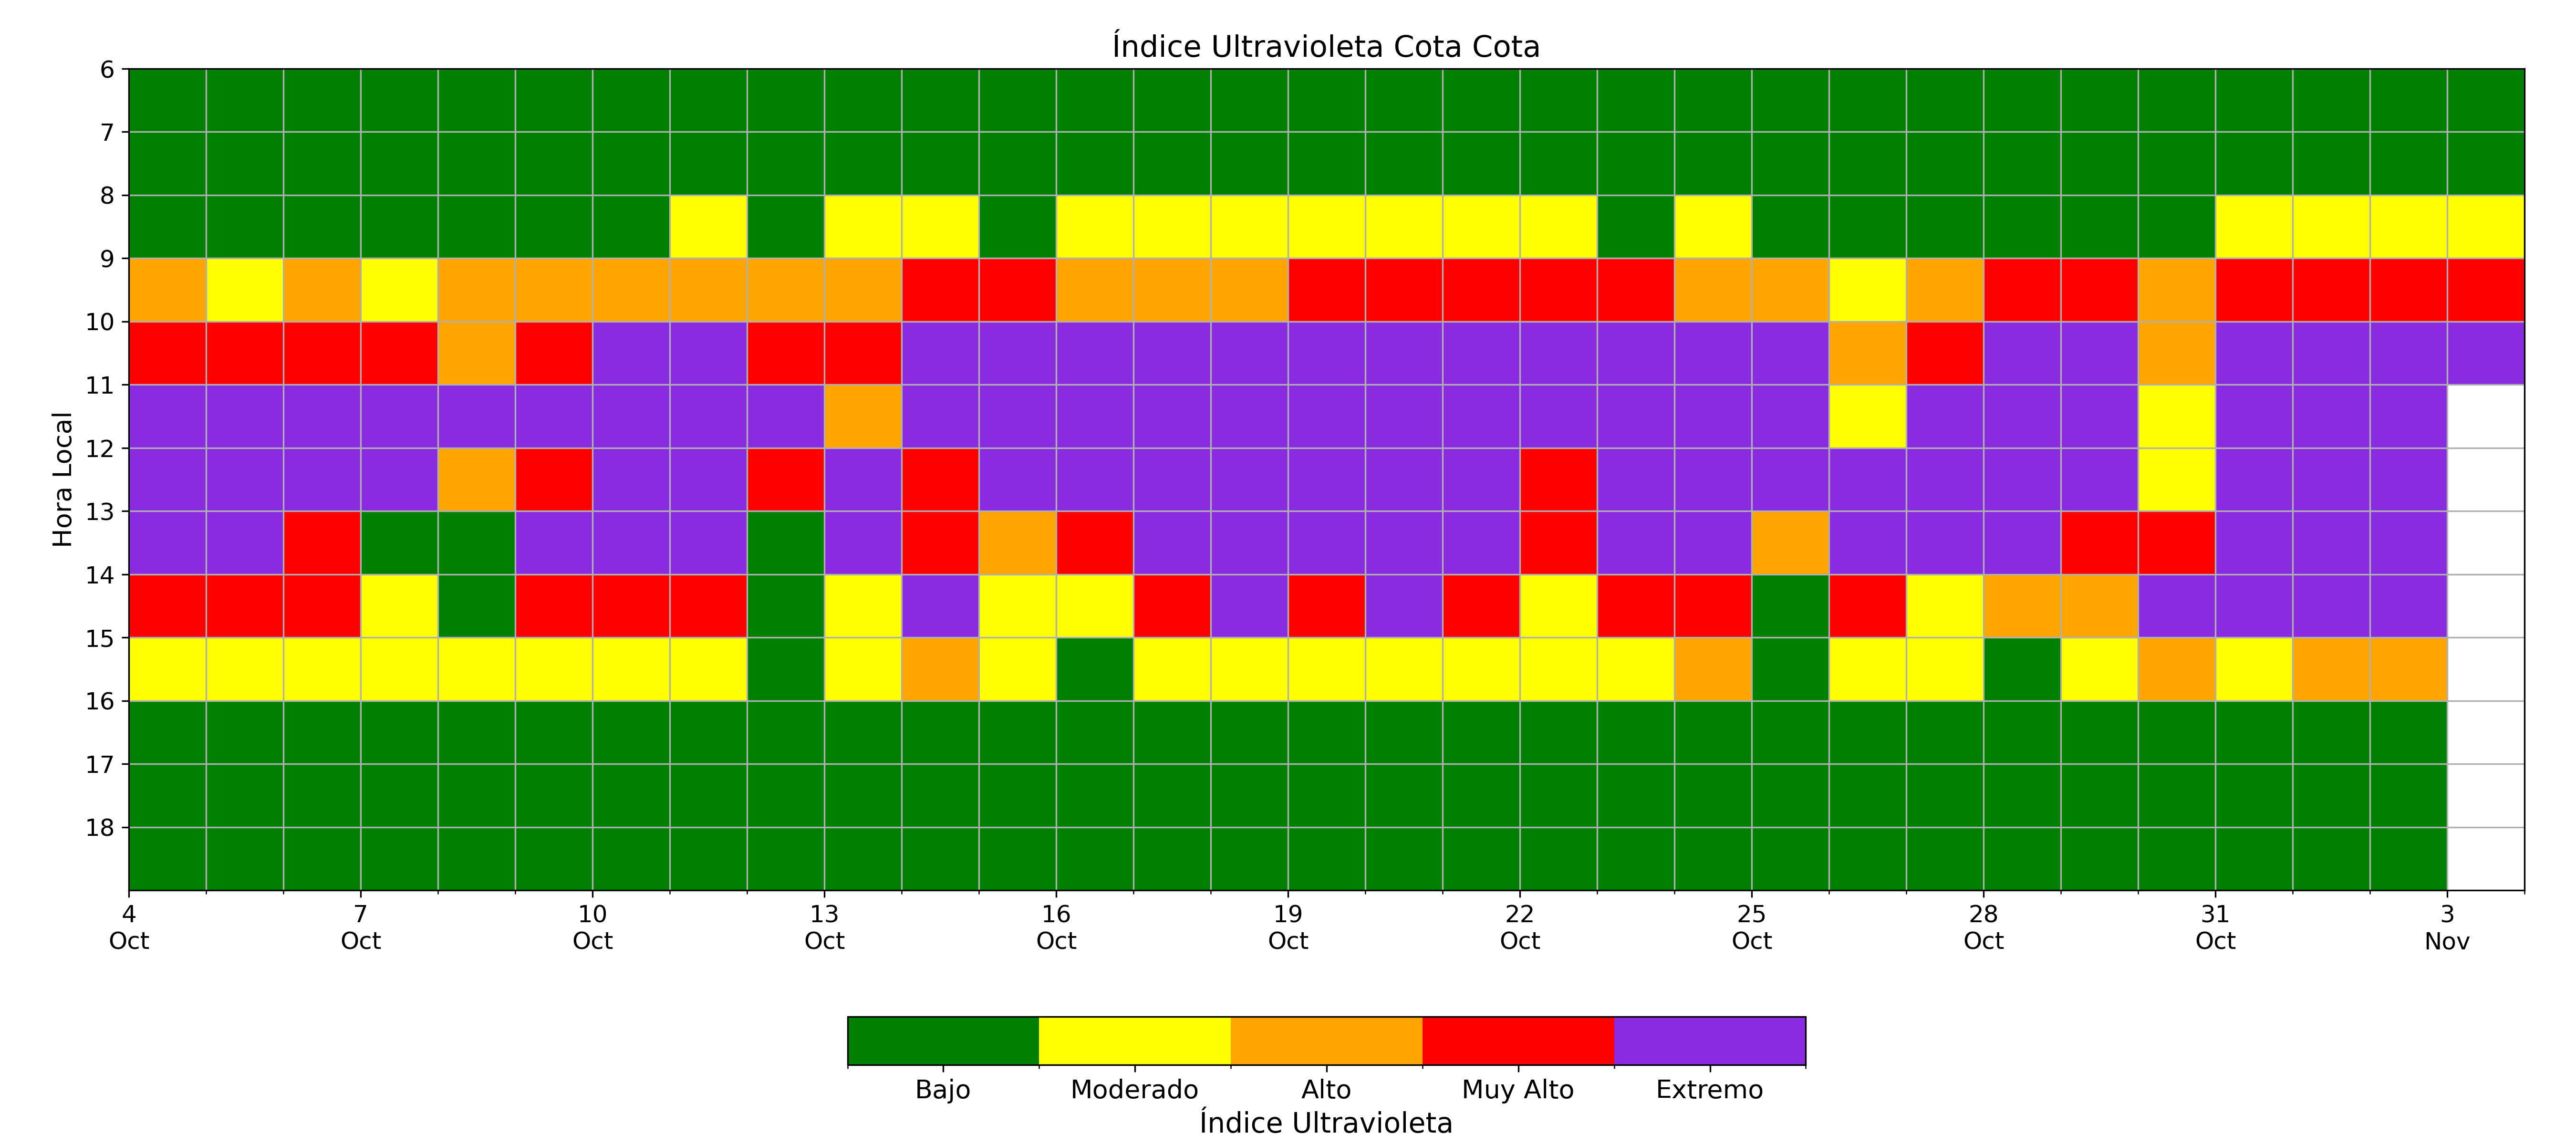 Índice Ultravioleta Cota Cota
Hora Local
6
7
8
9
10
11
12
13
14
15
16
17
18
4 7 10 13 16 19 22 25 28 31 3
Oct Oct Oct Oct Oct Oct Oct Oct Oct Oct Nov
Bajo Moderado Alto Muy Alto Extremo
Índice Ultravioleta